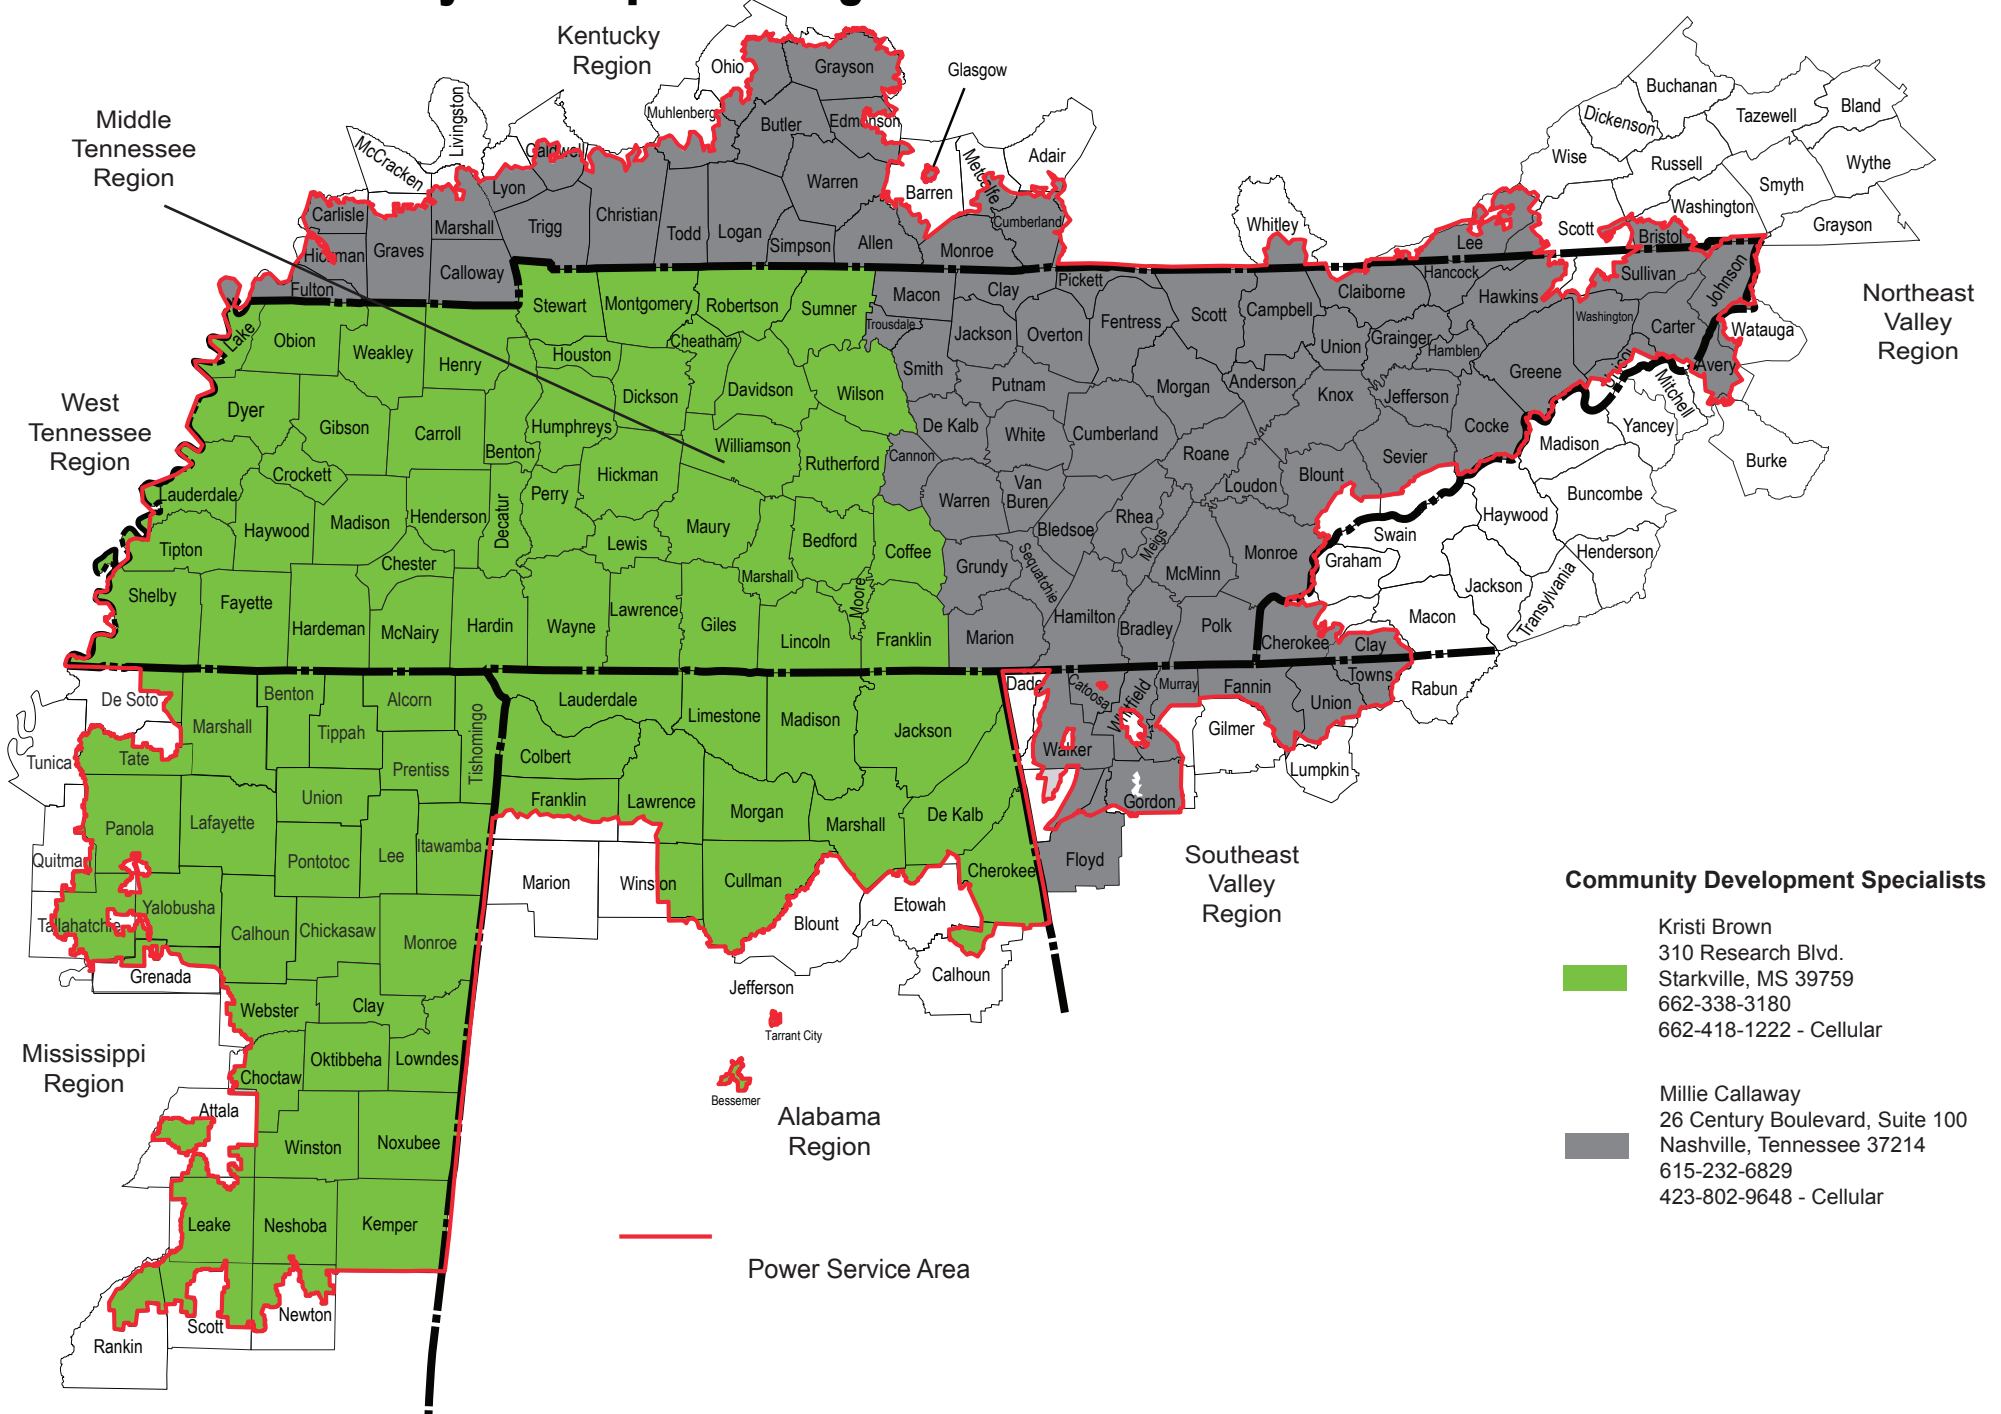 Kentucky
Region
Middle
Tennessee
Region
West
Tennessee
Region
Mississippi
Region
Alabama
Region
Southeast
Valley
Region
Northeast
Valley
Region
Glasgow
Ohio
Grayson
Muhlenberg
Butler
Edmonson
Livingston
McCracken
Caldwell
Lyon
Warren
Barren
Metcalfe
Adair
Carlisle
Hickman
Graves
Marshall
Calloway
Fulton
Trigg
Christian
Todd
Logan
Simpson
Allen
Monroe
Cumberland
Whitley
Lee
Buchanan
Dickenson
Tazewell
Bland
Wise
Russell
Wythe
Smyth
Washington
Scott
Bristol
Grayson
Lake
Obion
Weakley
Henry
Stewart
Montgomery
Robertson
Sumner
Macon
Clay
Pickett
Trousdale
Jackson
Overton
Fentress
Scott
Campbell
Claiborne
Hancock
Hawkins
Sullivan
Johnson
Washington
Carter
Watauga
Houston
Cheatham
Dickson
Davidson
Wilson
Smith
Putnam
Morgan
Anderson
Union
Grainger
Hamblen
Knox
Jefferson
Greene
Avery
Mitchell
Yancey
Dyer
Gibson
Carroll
Benton
Humphreys
Hickman
Williamson
Rutherford
Cannon
De Kalb
White
Cumberland
Roane
Loudon
Blount
Sevier
Cocke
Madison
Burke
Buncombe
Crockett
Lauderdale
Haywood
Madison
Henderson
Decatur
Perry
Lewis
Maury
Bedford
Coffee
Warren
Van
Buren
Bledsoe
Rhea
Meigs
Monroe
McMinn
Swain
Haywood
Henderson
Graham
Jackson
Transylvania
Macon
Tipton
Shelby
Fayette
Chester
Hardeman
McNairy
Hardin
Wayne
Lawrence
Giles
Marshall
Moore
Lincoln
Franklin
Grundy
Sequatchie
Marion
Hamilton
Bradley
Polk
Cherokee
Clay
Towns
Rabun
De Soto
Marshall
Benton
Alcorn
Tippah
Tishomingo
Prentiss
Tunica
Tate
Union
Panola
Lafayette
Pontotoc
Lee
Itawamba
Quitman
Tallahatchie
Yalobusha
Calhoun
Chickasaw
Monroe
Grenada
Webster
Clay
Choctaw
Oktibbeha
Lowndes
Attala
Winston
Noxubee
Leake
Neshoba
Kemper
Rankin
Scott
Newton
Lauderdale
Limestone
Madison
Jackson
Colbert
Franklin
Lawrence
Morgan
Marshall
De Kalb
Marion
Winston
Cullman
Blount
Etowah
Cherokee
Calhoun
Jefferson
Tarrant City
Bessemer
Dade
Catoosa
Whitfield
Murray
Fannin
Union
Gilmer
Lumpkin
Walker
Gordon
Floyd
Power Service Area
Community Development Specialists
Kristi Brown
310 Research Blvd.
Starkville, MS 39759
662-338-3180
662-418-1222 - Cellular
Millie Callaway
26 Century Boulevard, Suite 100
Nashville, Tennessee 37214
615-232-6829
423-802-9648 - Cellular